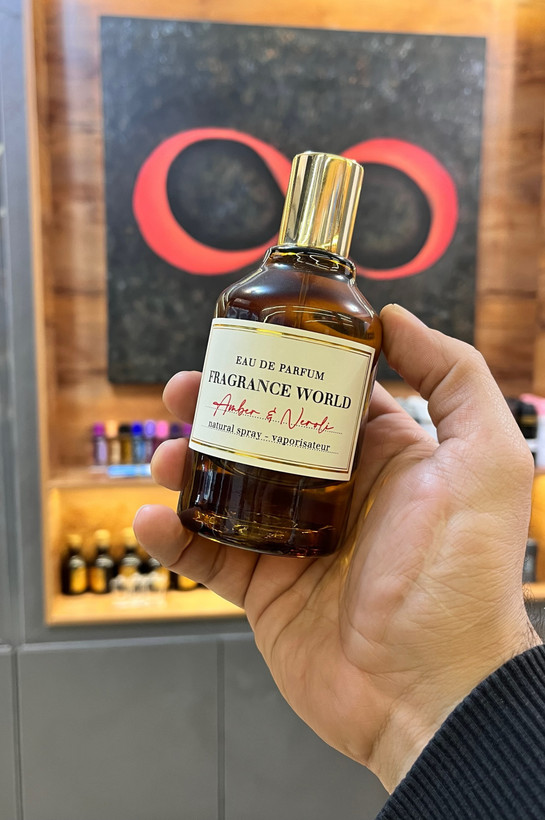 EAU DE PARFUM
FRAGRANCE WORLD
Amber & Neroli
natural spray - vaporisateur